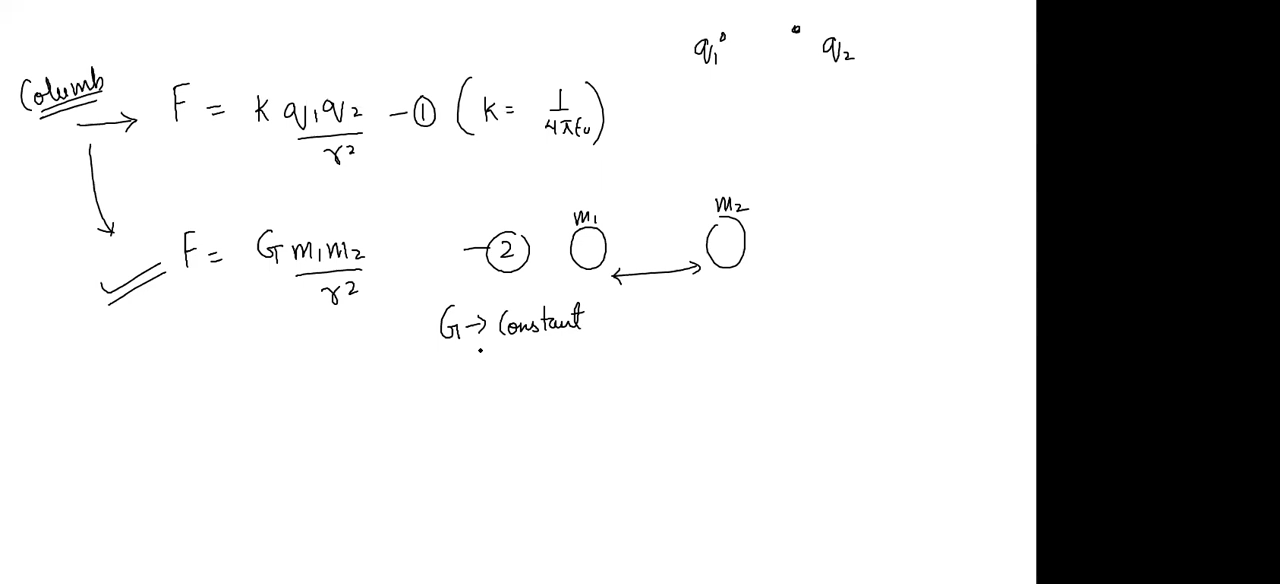 q₁ q₂
Columb
→ F = K q₁q₂/r² –① (K = 1/4πε₀)
m₁ m₂
F = G m₁m₂/r² –②
G → Constant